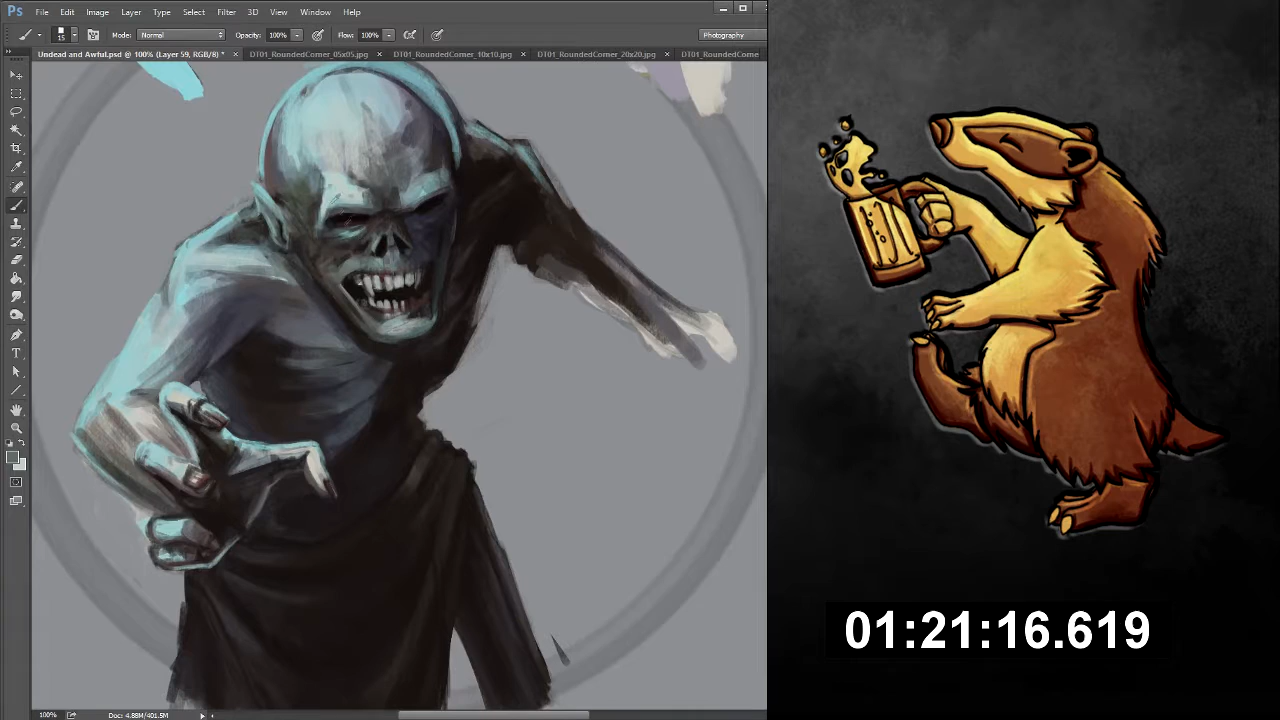 Ps File Edit Image Layer Type Select Filter 3D View Window Help
15 Mode: Normal Opacity: 100% Flow: 100% Photography
Undead and Awful.psd @ 100% (Layer 59, RGB/8) * × DT01_RoundedCorner_05x05.jpg × DT01_RoundedCorner_10x10.jpg × DT01_RoundedCorner_20x20.jpg × DT01_RoundedCorne
01:21:16.619
100% Doc: 4.88M/401.5M